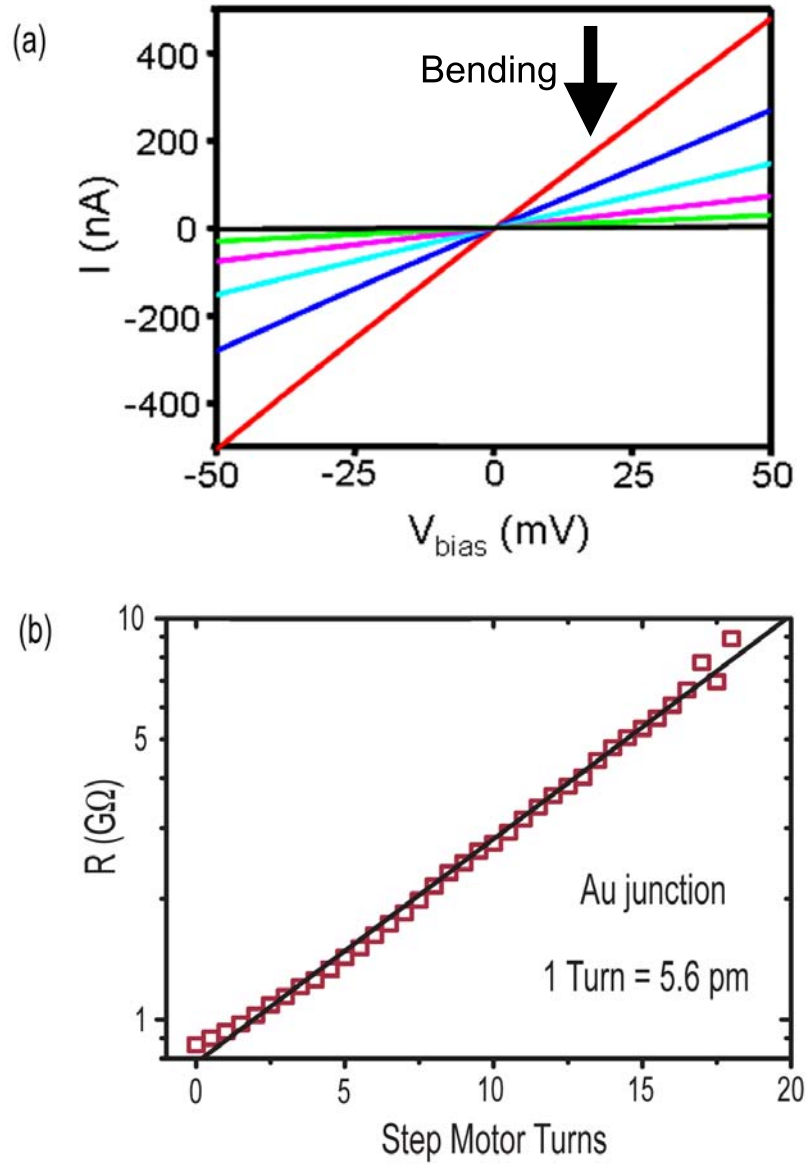 (a)
Bending
I (nA)
400
200
0
-200
-400
-50 -25 0 25 50
V_bias (mV)
(b)
10
5
1
R (GΩ)
Au junction
1 Turn = 5.6 pm
0 5 10 15 20
Step Motor Turns